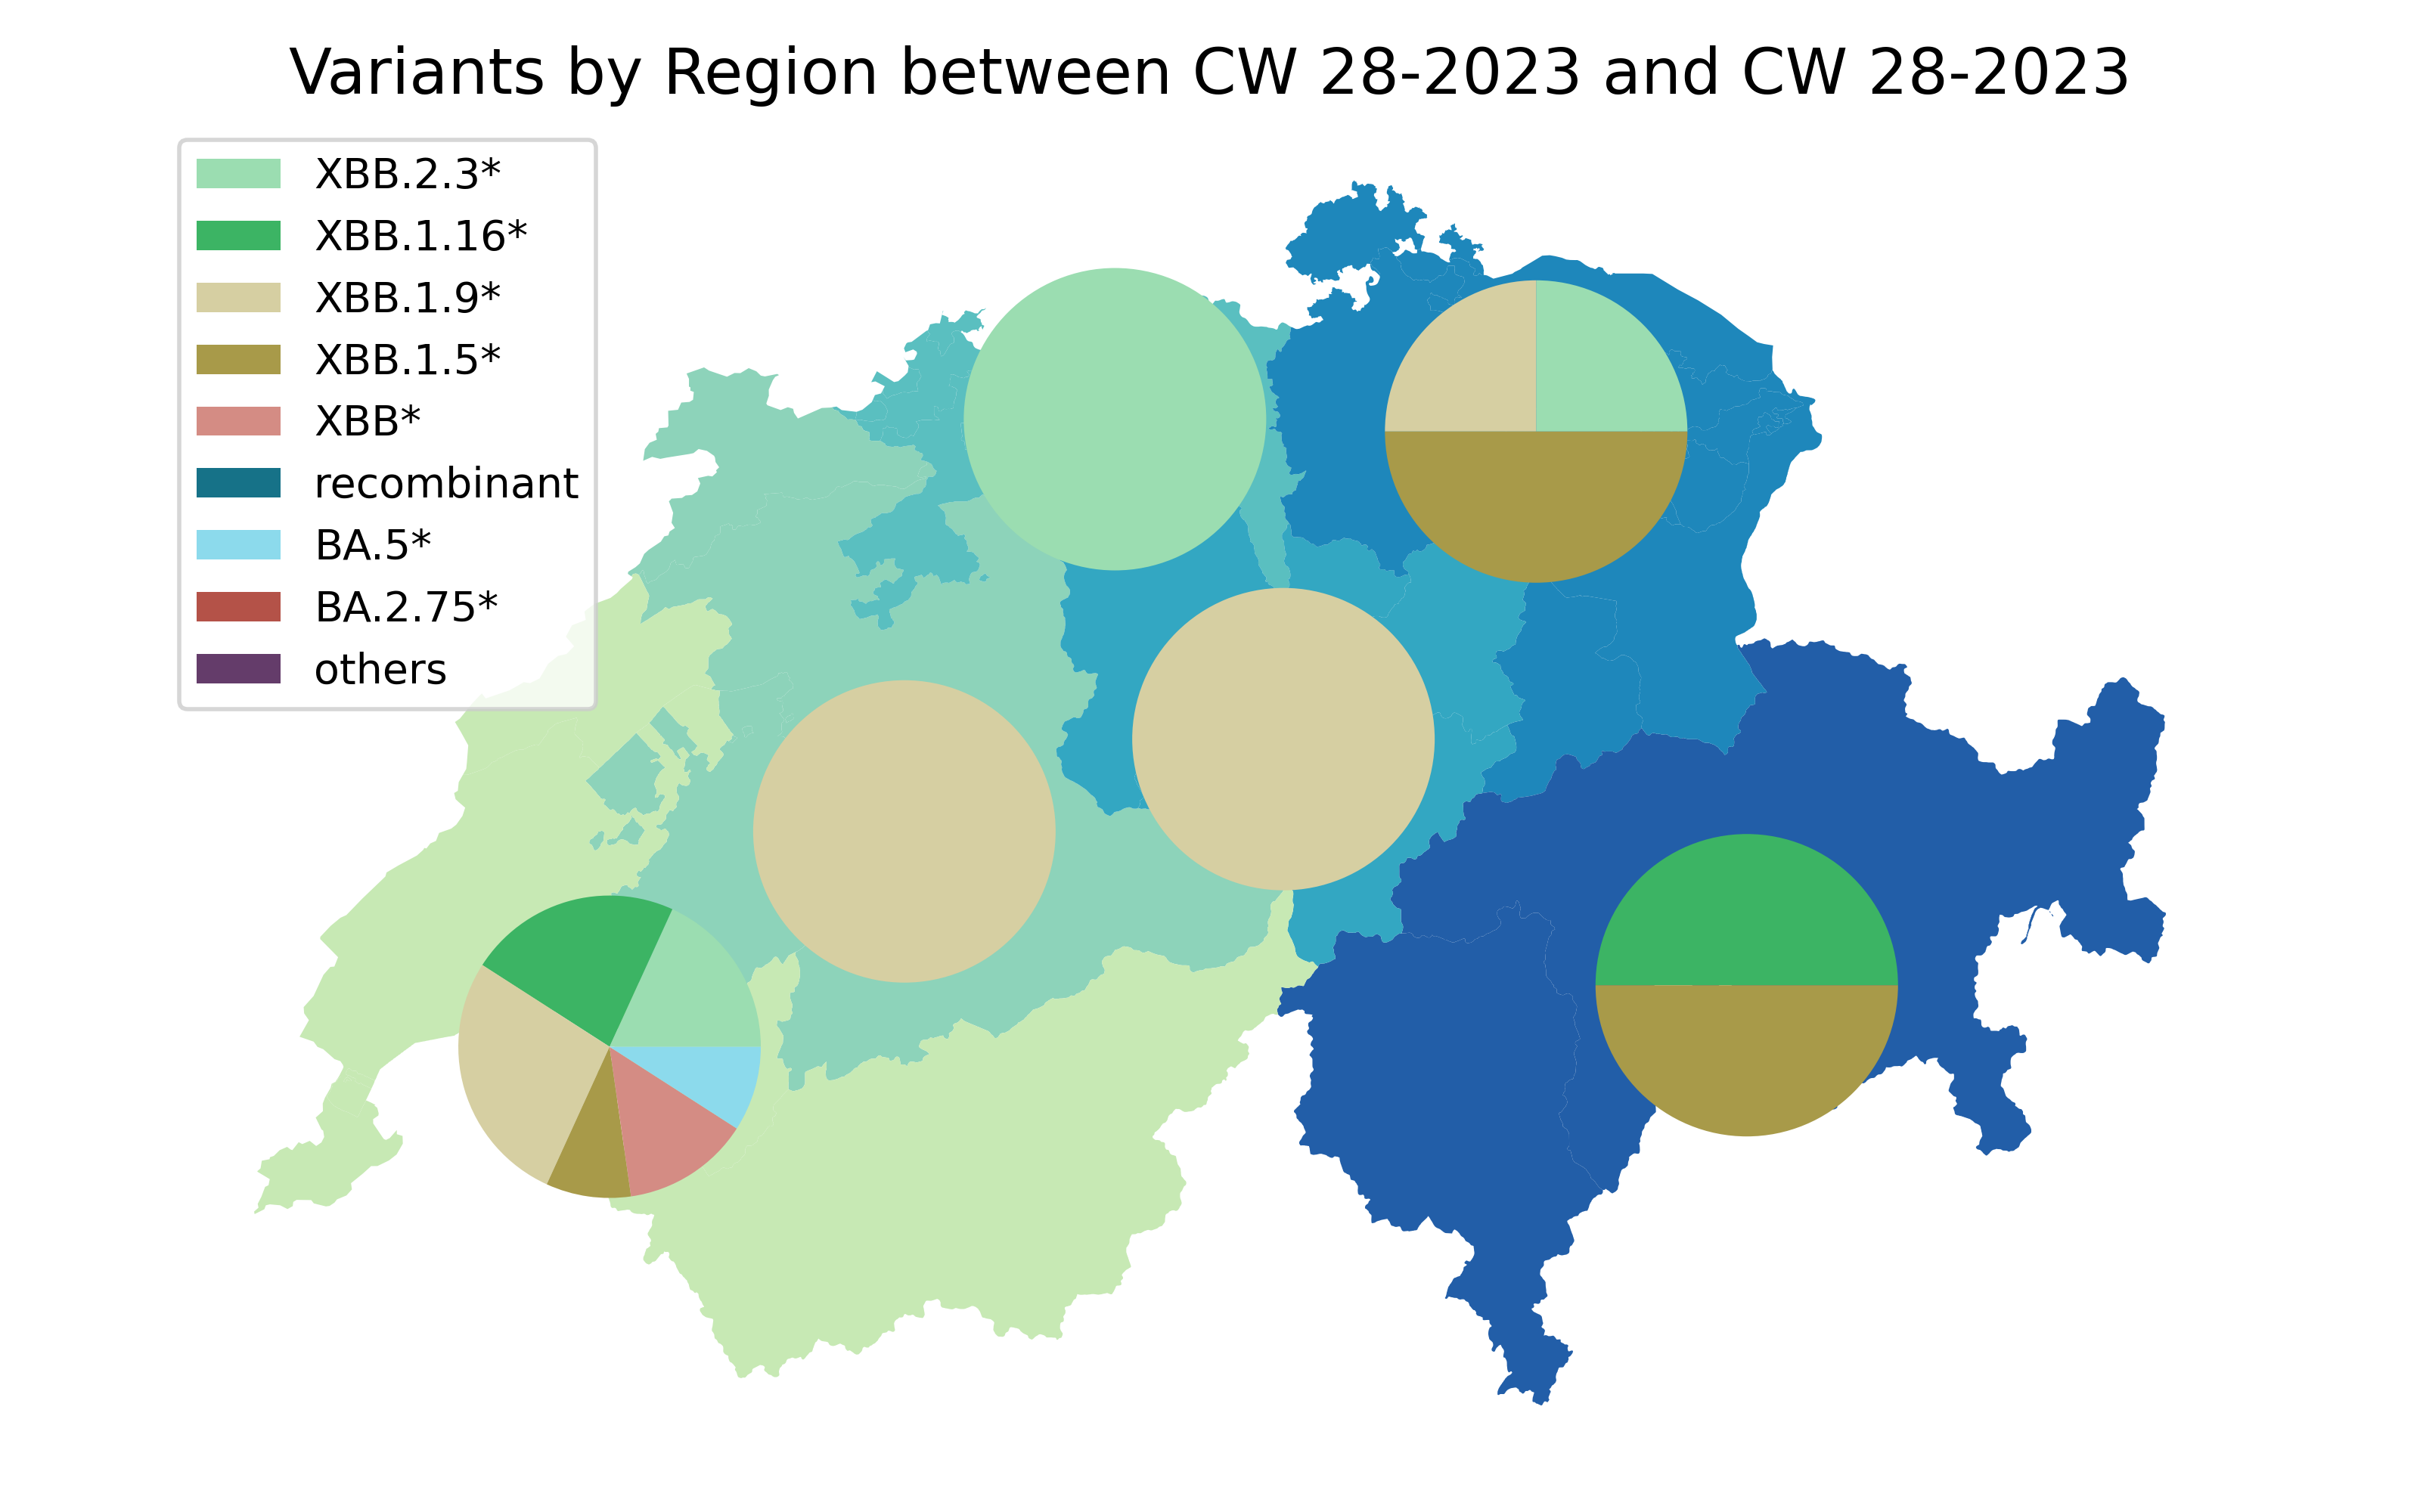 Variants by Region between CW 28-2023 and CW 28-2023
XBB.2.3*
XBB.1.16*
XBB.1.9*
XBB.1.5*
XBB*
recombinant
BA.5*
BA.2.75*
others